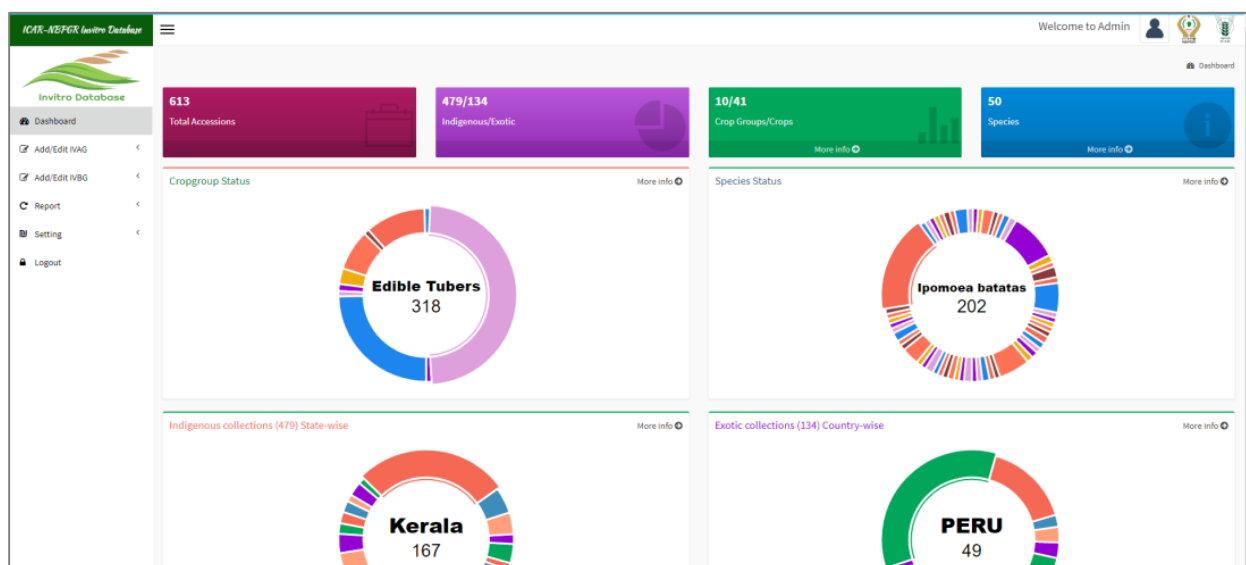 ICAR-NBPGR Invitro Database
Welcome to Admin
Invitro Database
Dashboard
Dashboard
Add/Edit IVAG
Add/Edit IVBG
Report
Setting
Logout
613
Total Accessions
479/134
Indigenous/Exotic
10/41
Crop Groups/Crops
More info
50
Species
More info
Cropgroup Status
More info
Edible Tubers
318
Species Status
More info
Ipomoea batatas
202
Indigenous collections (479) State-wise
More info
Kerala
167
Exotic collections (134) Country-wise
More info
PERU
49